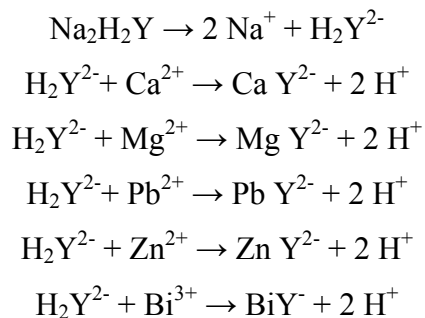 Na₂H₂Y → 2 Na⁺ + H₂Y²⁻
H₂Y²⁻+ Ca²⁺ → Ca Y²⁻ + 2 H⁺
H₂Y²⁻ + Mg²⁺ → Mg Y²⁻ + 2 H⁺
H₂Y²⁻+ Pb²⁺ → Pb Y²⁻ + 2 H⁺
H₂Y²⁻ + Zn²⁺ → Zn Y²⁻ + 2 H⁺
H₂Y²⁻ + Bi³⁺ → BiY⁻ + 2 H⁺